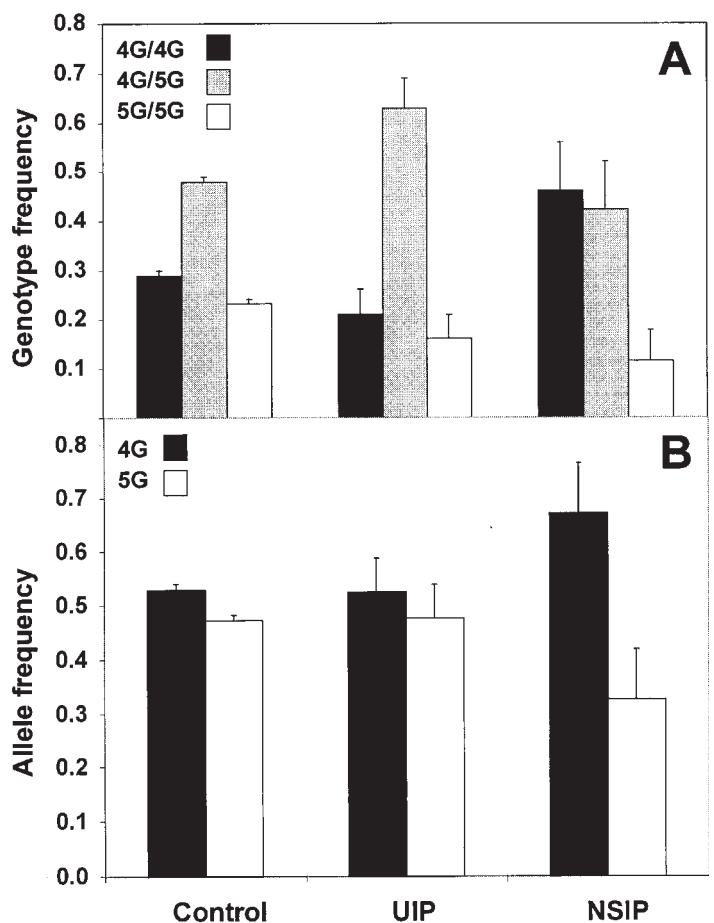 A
4G/4G
4G/5G
5G/5G
Genotype frequency
0.8
0.7
0.6
0.5
0.4
0.3
0.2
0.1
B
4G
5G
Allele frequency
0.8
0.7
0.6
0.5
0.4
0.3
0.2
0.1
0.0
Control UIP NSIP